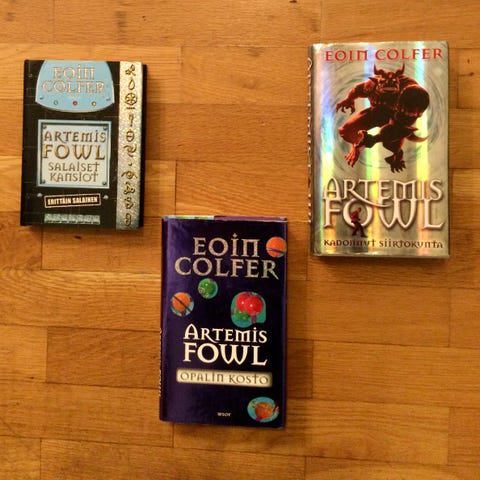 EOIN
COLFER
ARTEMIS
FOWL
SALAISET
KANSIOT
ERITTÄIN SALAINEN
EOIN COLFER
ARTEMIS
FOWL
KADONNUT SIIRTOKUNTA
EOIN
COLFER
ARTEMIS
FOWL
OPALIN KOSTO
WSOY